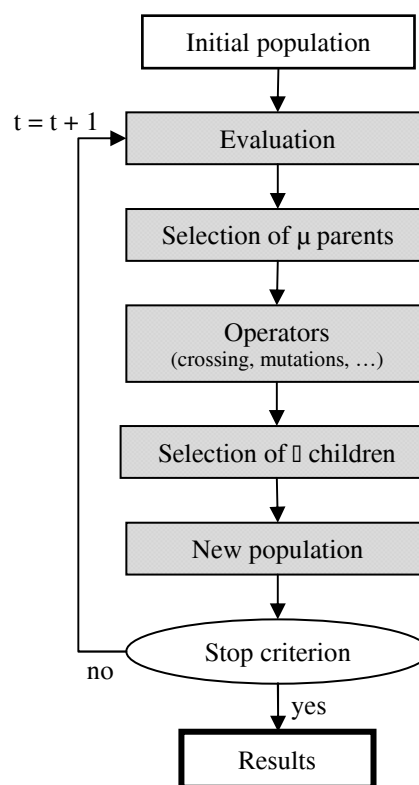 Initial population
t = t + 1
Evaluation
Selection of µ parents
Operators
(crossing, mutations, …)
Selection of ▯ children
New population
Stop criterion
no
yes
Results